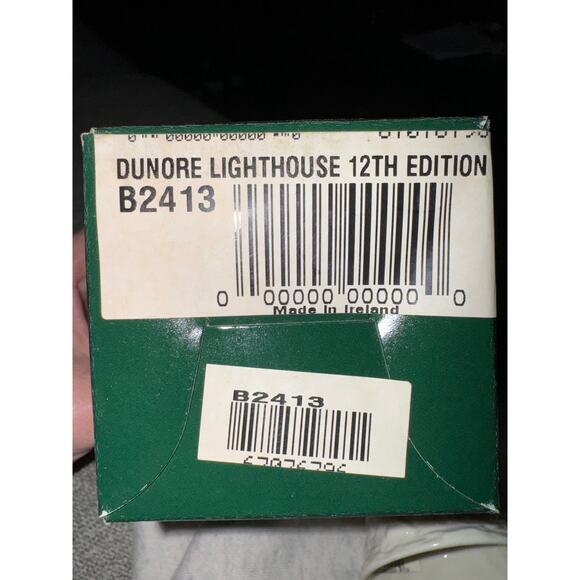 DUNORE LIGHTHOUSE 12TH EDITION
B2413
0 00000 00000 0
Made in Ireland
B2413